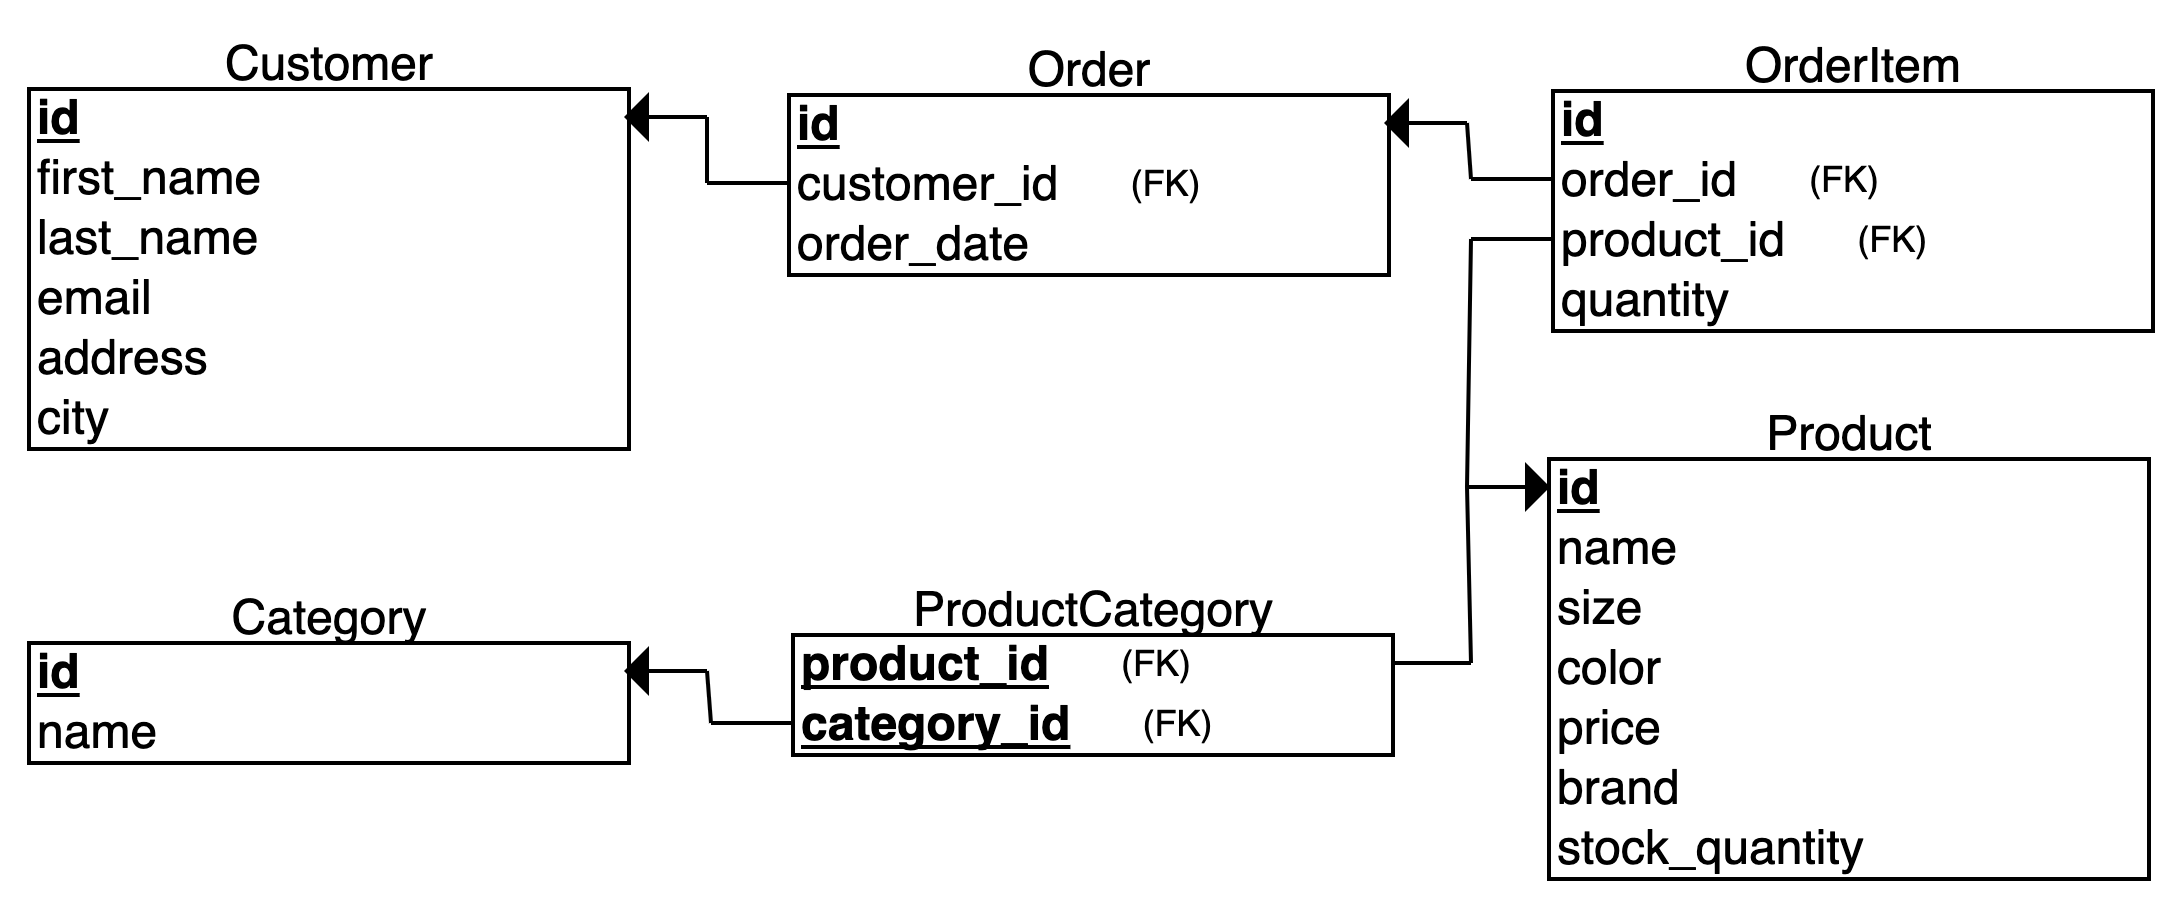 Customer
id
first_name
last_name
email
address
city
Order
id
customer_id (FK)
order_date
OrderItem
id
order_id (FK)
product_id (FK)
quantity
Category
id
name
ProductCategory
product_id (FK)
category_id (FK)
Product
id
name
size
color
price
brand
stock_quantity